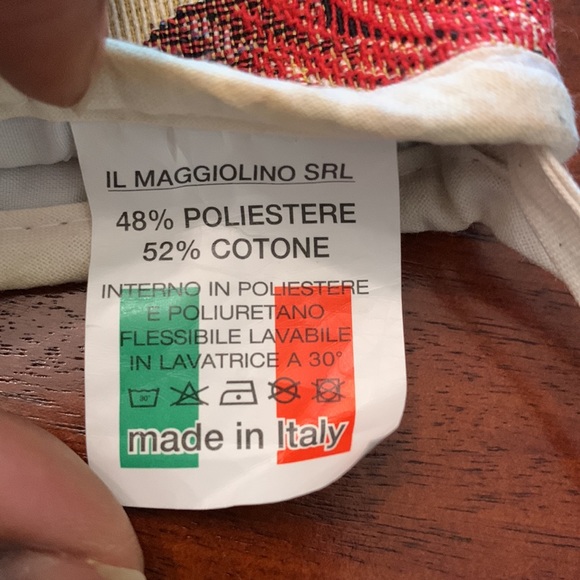 IL MAGGIOLINO SRL
48% POLIESTERE
52% COTONE
INTERNO IN POLIESTERE
E POLIURETANO
FLESSIBILE LAVABILE
IN LAVATRICE A 30°
30°
made in Italy